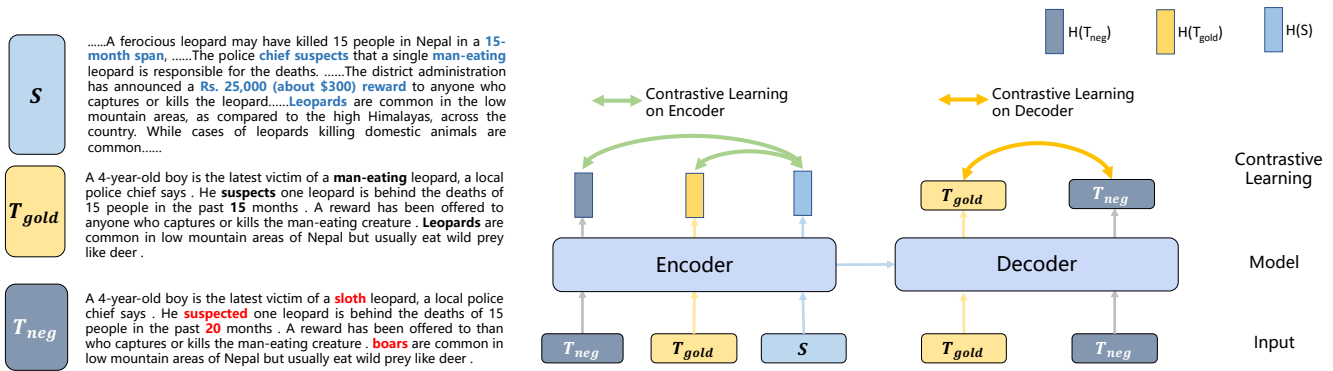 S
......A ferocious leopard may have killed 15 people in Nepal in a 15-
month span, ......The police chief suspects that a single man-eating
leopard is responsible for the deaths. ......The district administration
has announced a Rs. 25,000 (about $300) reward to anyone who
captures or kills the leopard......Leopards are common in the low
mountain areas, as compared to the high Himalayas, across the
country. While cases of leopards killing domestic animals are
common......
T_gold
A 4-year-old boy is the latest victim of a man-eating leopard, a local
police chief says . He suspects one leopard is behind the deaths of
15 people in the past 15 months . A reward has been offered to
anyone who captures or kills the man-eating creature . Leopards are
common in low mountain areas of Nepal but usually eat wild prey
like deer .
T_neg
A 4-year-old boy is the latest victim of a sloth leopard, a local police
chief says . He suspected one leopard is behind the deaths of 15
people in the past 20 months . A reward has been offered to than
who captures or kills the man-eating creature . boars are common in
low mountain areas of Nepal but usually eat wild prey like deer .
H(T_neg)
H(T_gold)
H(S)
Contrastive Learning
on Encoder
Contrastive Learning
on Decoder
T_gold
T_neg
Contrastive
Learning
Encoder
Decoder
Model
T_neg
T_gold
S
T_gold
T_neg
Input